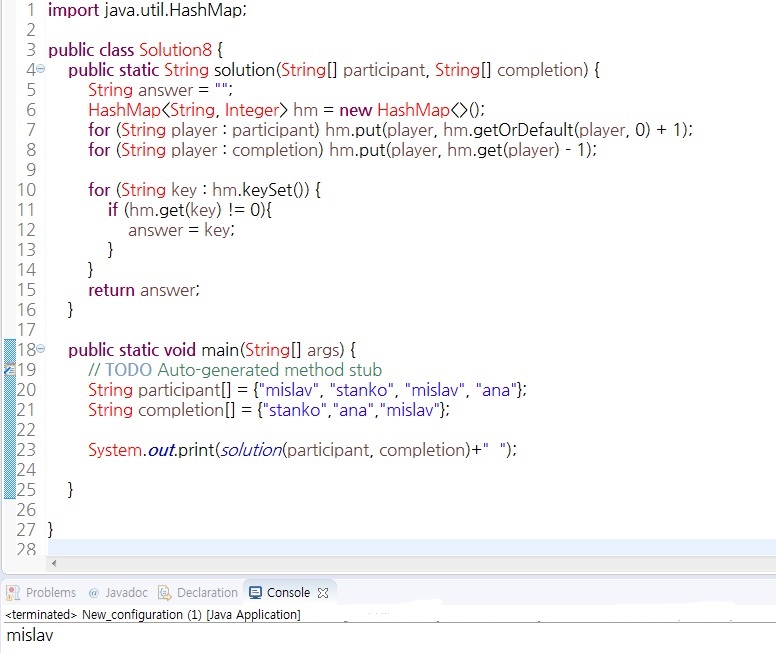 1 import java.util.HashMap;
2
3 public class Solution8 {
4 public static String solution(String[] participant, String[] completion) {
5 String answer = "";
6 HashMap<String, Integer> hm = new HashMap<>();
7 for (String player : participant) hm.put(player, hm.getOrDefault(player, 0) + 1);
8 for (String player : completion) hm.put(player, hm.get(player) - 1);
9
10 for (String key : hm.keySet()) {
11 if (hm.get(key) != 0){
12 answer = key;
13 }
14 }
15 return answer;
16 }
17
18 public static void main(String[] args) {
19 // TODO Auto-generated method stub
20 String participant[] = {"mislav", "stanko", "mislav", "ana"};
21 String completion[] = {"stanko","ana","mislav"};
22
23 System.out.print(solution(participant, completion)+"  ");
24
25 }
26
27 }
28
Problems @ Javadoc Declaration Console
<terminated> New_configuration (1) [Java Application]
mislav